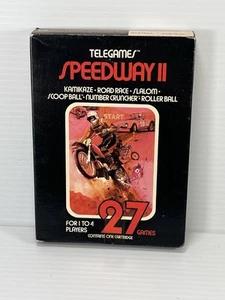 TELEGAMES™
SPEEDWAY II
KAMIKAZE · ROAD RACE · SLALOM ·
SCOOP BALL · NUMBER CRUNCHER · ROLLER BALL
START
FOR 1 TO 4
PLAYERS
27
GAMES
CONTAINS ONE CARTRIDGE